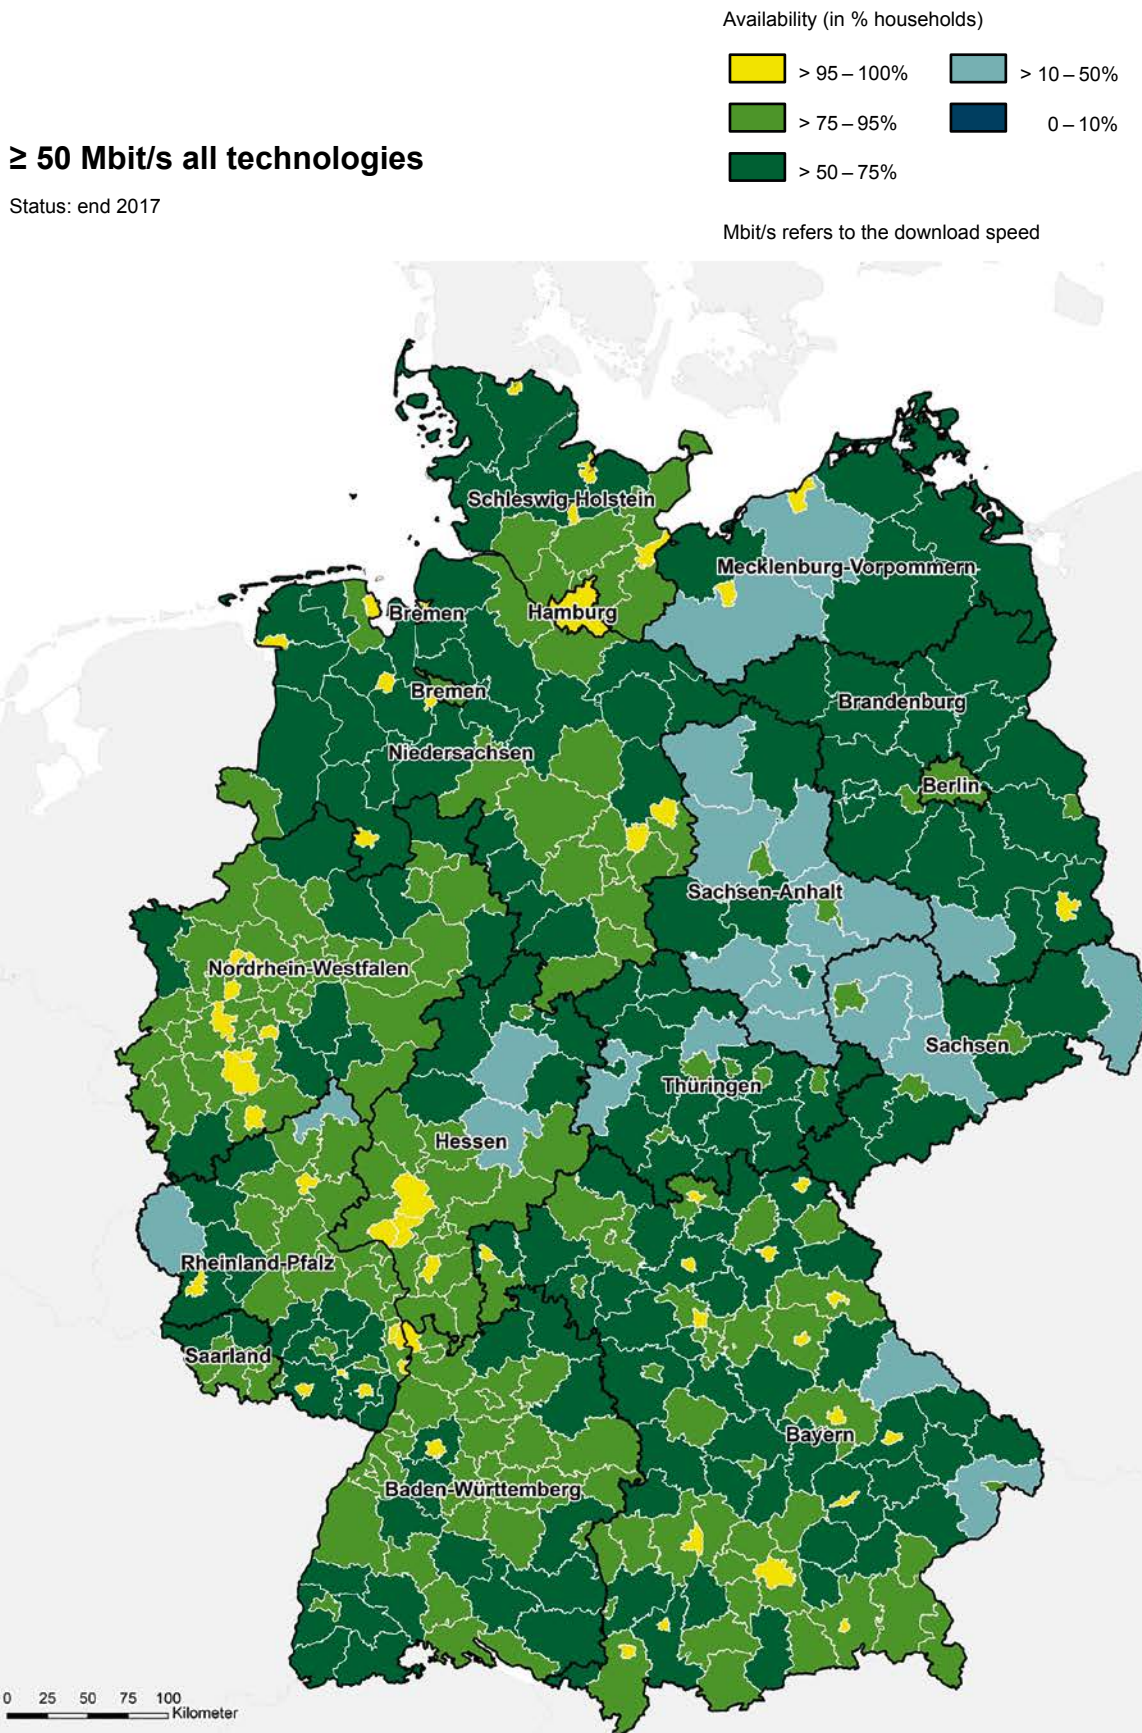 Availability (in % households)
> 95 – 100%
> 10 – 50%
> 75 – 95%
0 – 10%
> 50 – 75%
≥ 50 Mbit/s all technologies
Status: end 2017
Mbit/s refers to the download speed
Schleswig-Holstein
Mecklenburg-Vorpommern
Hamburg
Bremen
Bremen
Brandenburg
Niedersachsen
Berlin
Sachsen-Anhalt
Nordrhein-Westfalen
Sachsen
Thüringen
Hessen
Rheinland-Pfalz
Saarland
Bayern
Baden-Württemberg
0 25 50 75 100
Kilometer